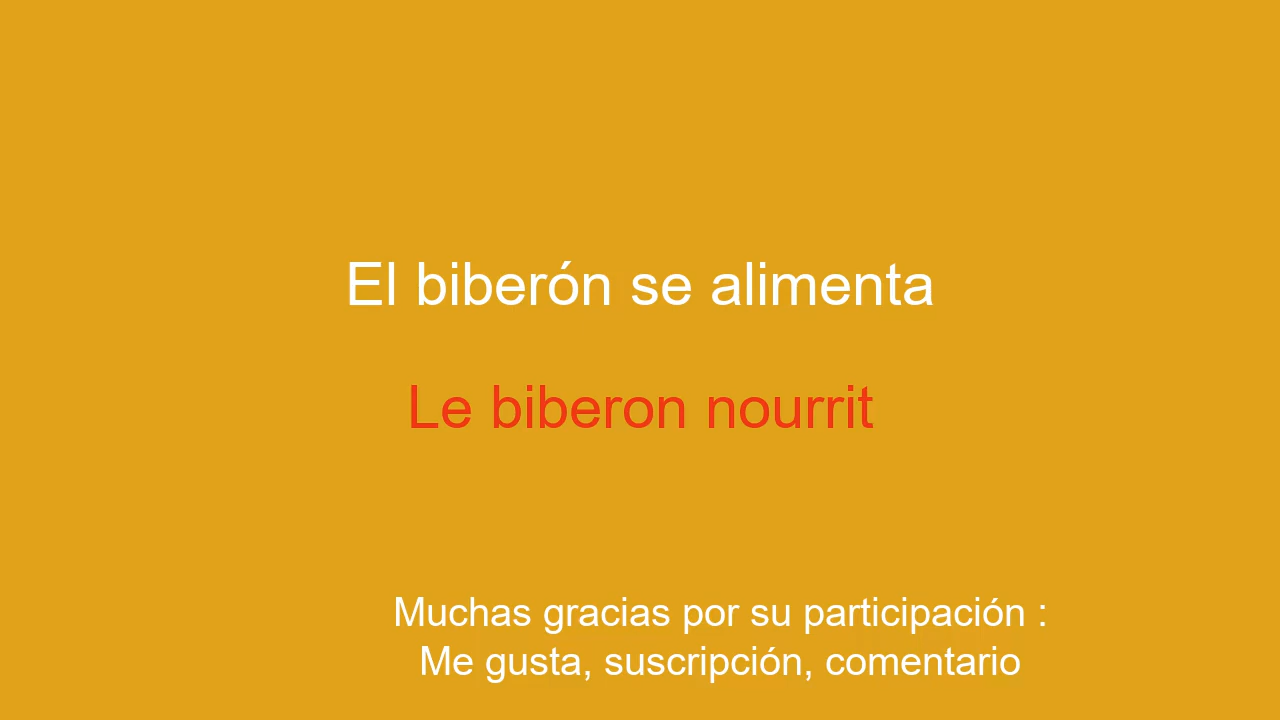 El biberón se alimenta
Le biberon nourrit
Muchas gracias por su participación :
Me gusta, suscripción, comentario